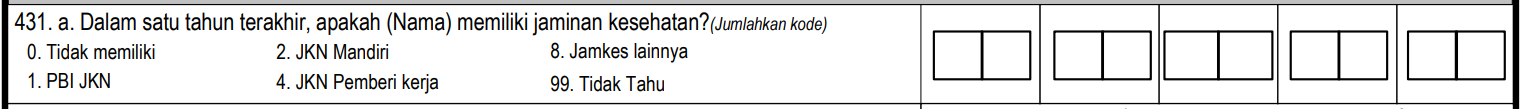 431. a. Dalam satu tahun terakhir, apakah (Nama) memiliki jaminan kesehatan?(Jumlahkan kode)
0. Tidak memiliki 2. JKN Mandiri 8. Jamkes lainnya
1. PBI JKN 4. JKN Pemberi kerja 99. Tidak Tahu